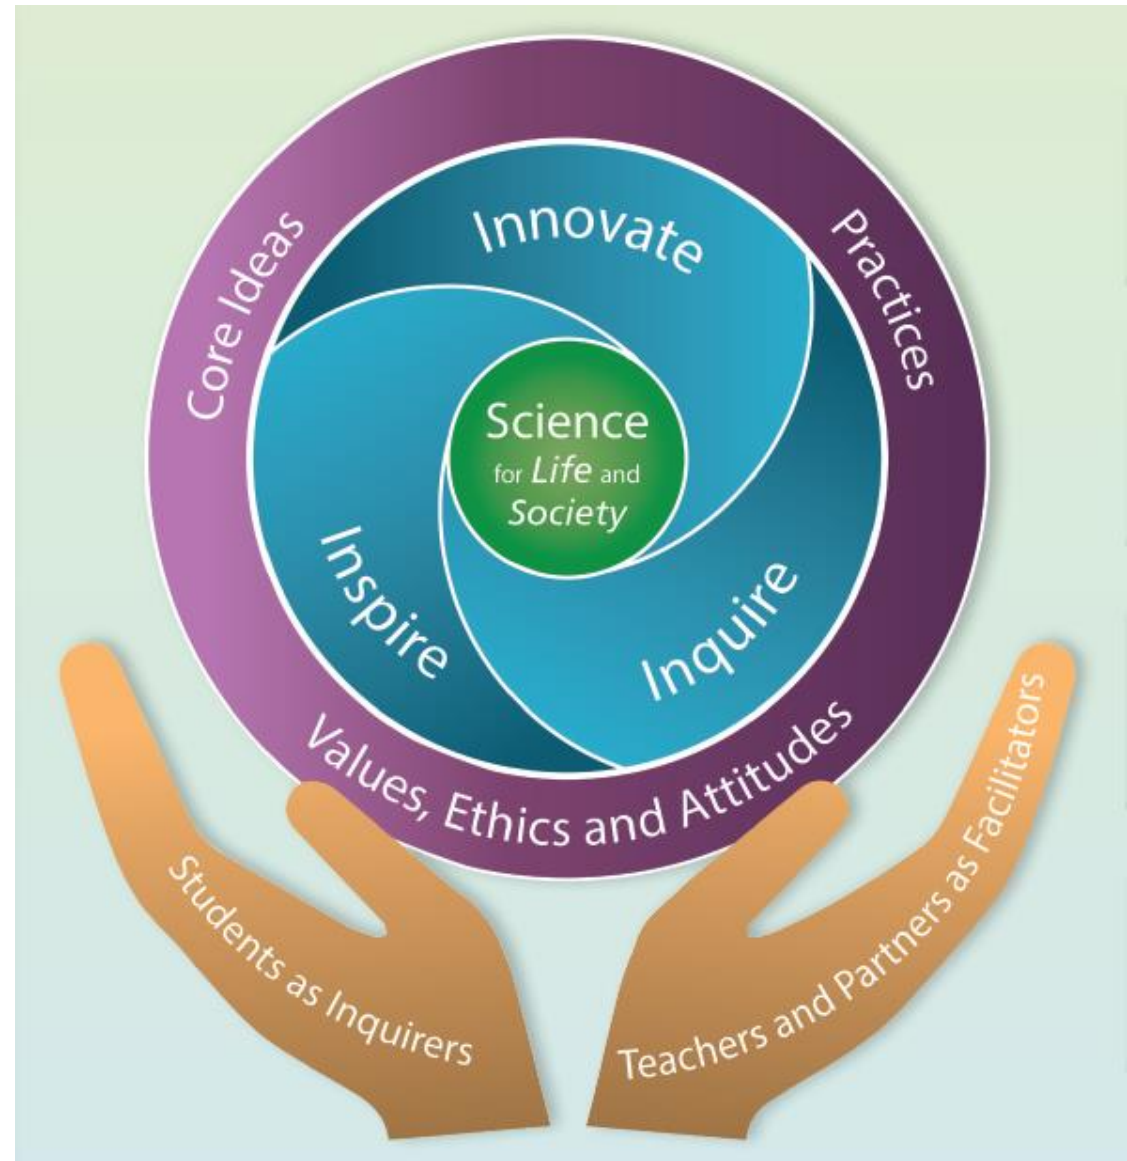 Core Ideas
Practices
Innovate
Science
for Life and
Society
Inspire
Inquire
Values, Ethics and Attitudes
Students as Inquirers
Teachers and Partners as Facilitators